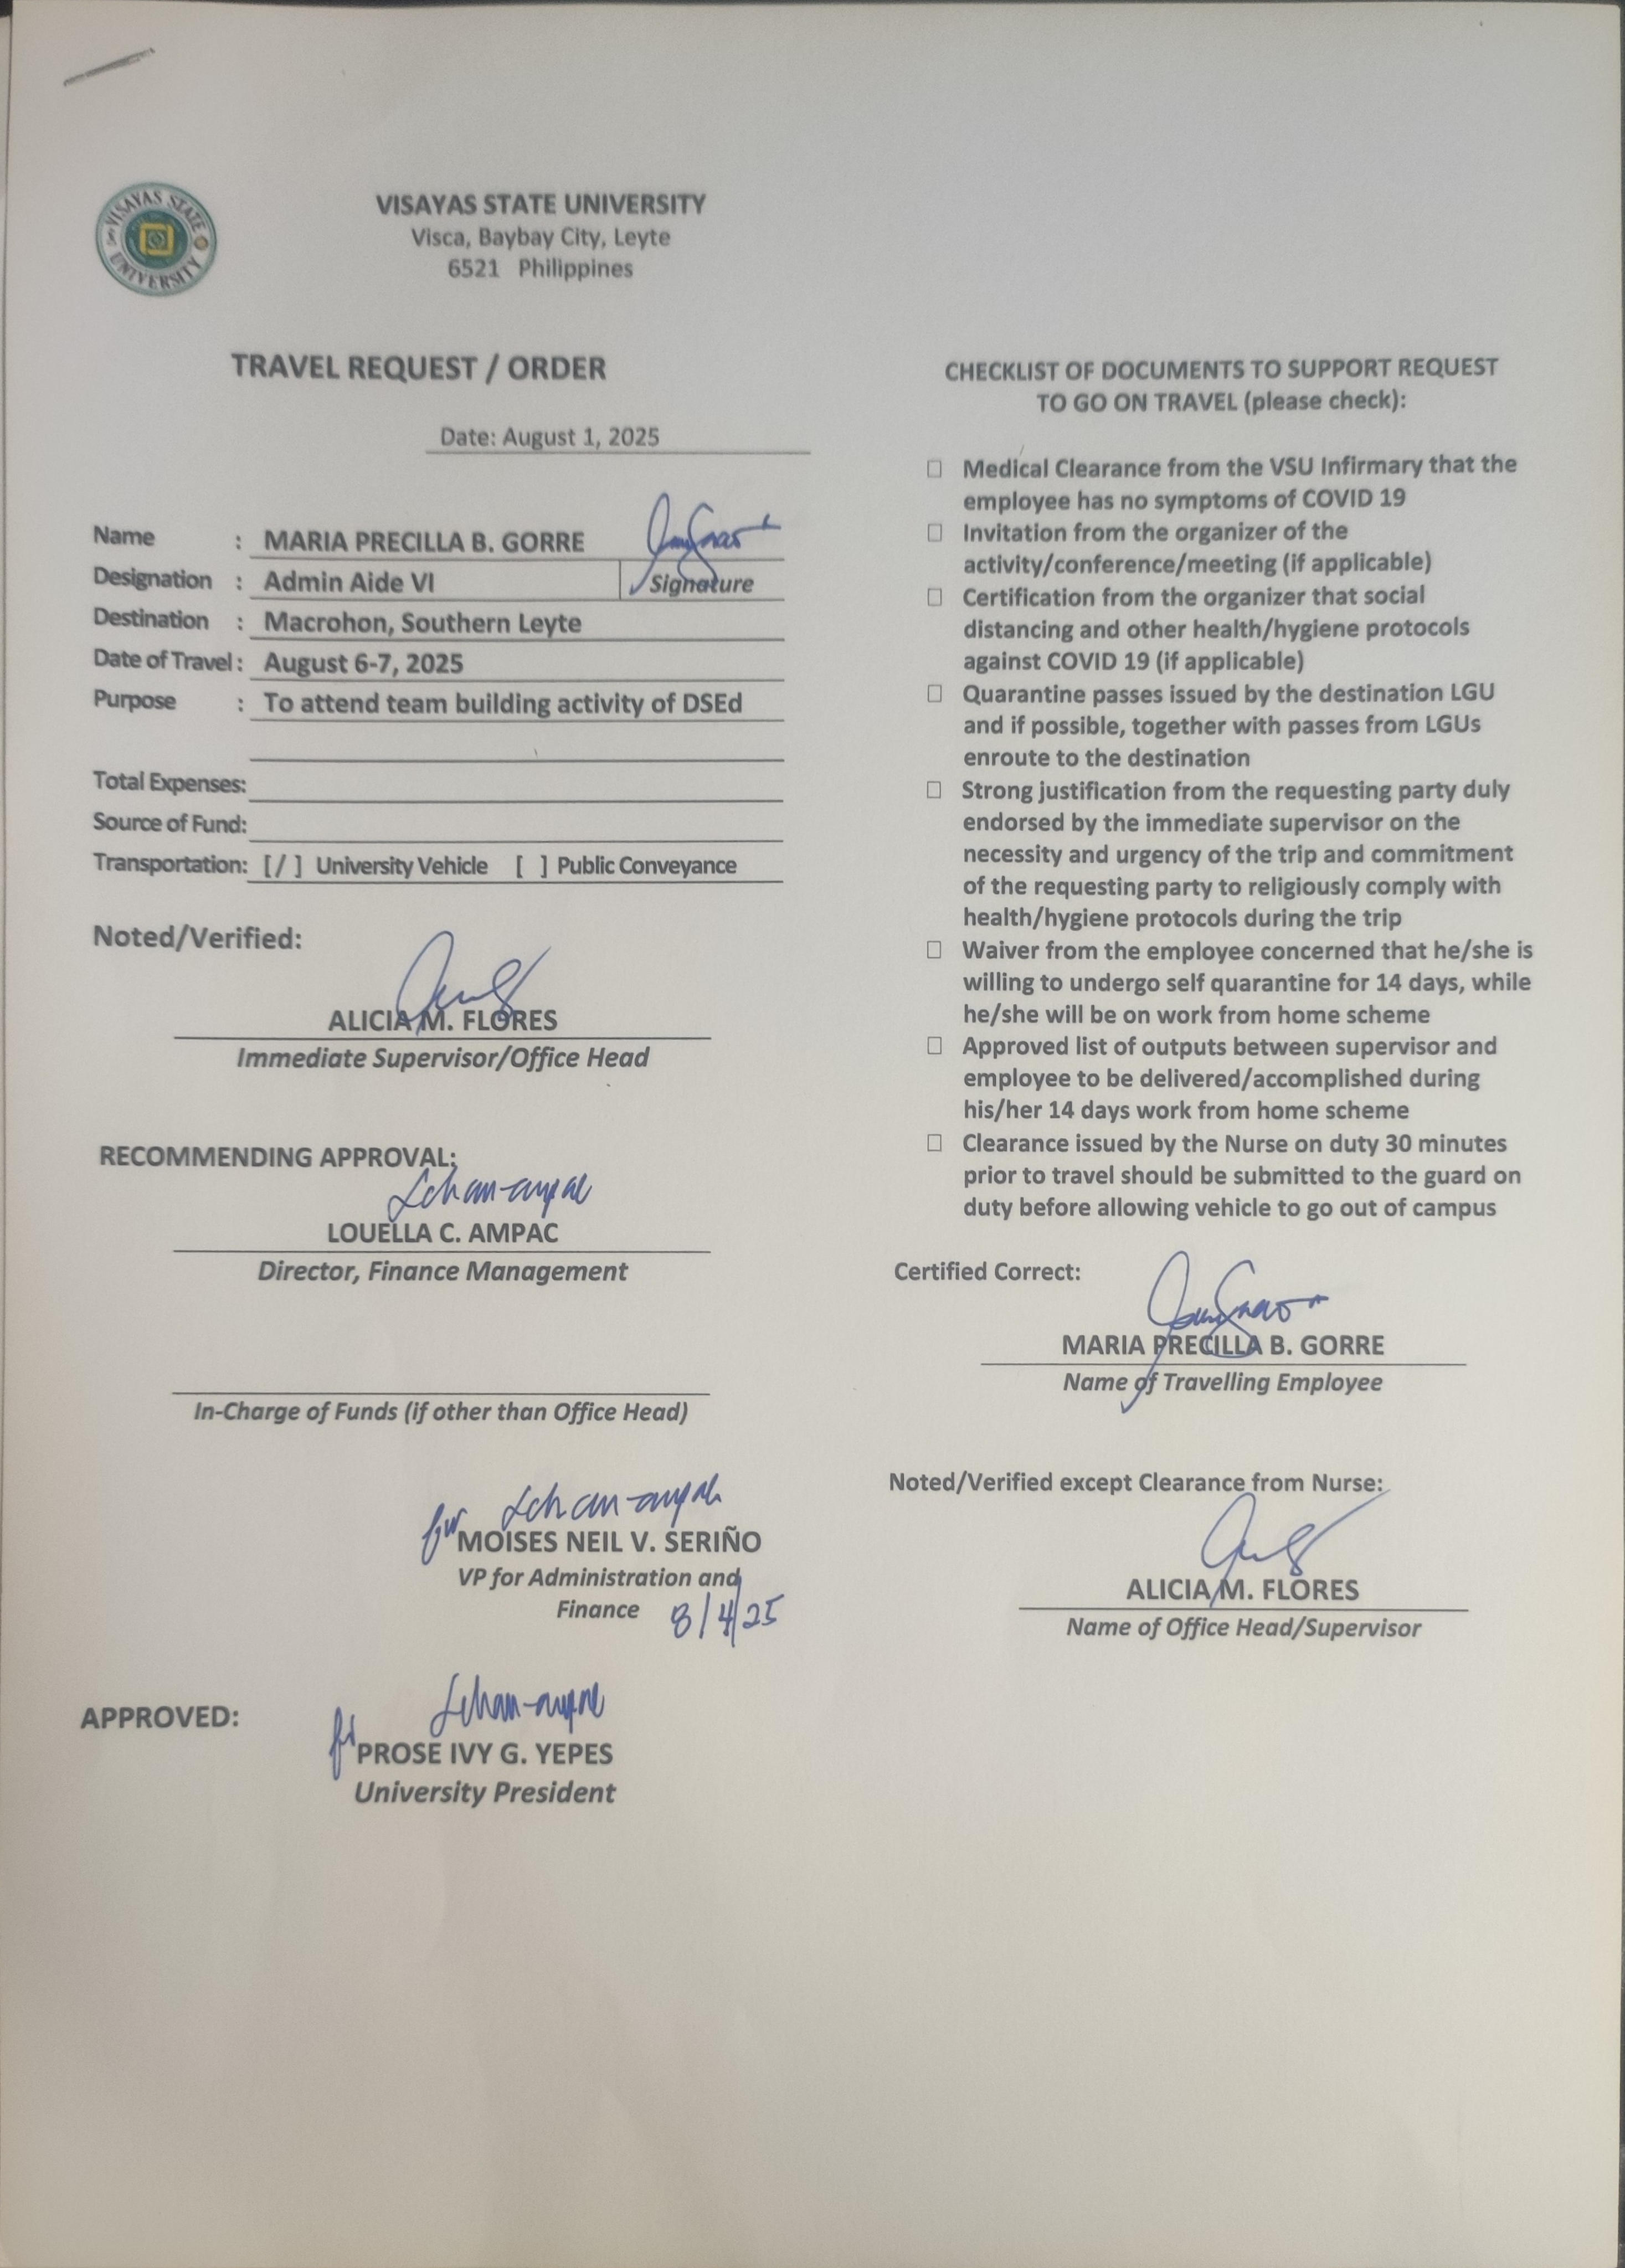 VISAYAS STATE UNIVERSITY
VISAYAS STATE UNIVERSITY
Visca, Baybay City, Leyte
6521 Philippines
TRAVEL REQUEST / ORDER
Date: August 1, 2025
Name : MARIA PRECILLA B. GORRE
Designation : Admin Aide VI Signature
Destination : Macrohon, Southern Leyte
Date of Travel : August 6-7, 2025
Purpose : To attend team building activity of DSEd
Total Expenses:
Source of Fund:
Transportation: [ / ] University Vehicle [ ] Public Conveyance
Noted/Verified:
ALICIA M. FLORES
Immediate Supervisor/Office Head
RECOMMENDING APPROVAL:
LOUELLA C. AMPAC
Director, Finance Management
In-Charge of Funds (if other than Office Head)
for MOISES NEIL V. SERIÑO
VP for Administration and
Finance 8/4/25
APPROVED:
for PROSE IVY G. YEPES
University President
CHECKLIST OF DOCUMENTS TO SUPPORT REQUEST
TO GO ON TRAVEL (please check):
☐ Medical Clearance from the VSU Infirmary that the
employee has no symptoms of COVID 19
☐ Invitation from the organizer of the
activity/conference/meeting (if applicable)
☐ Certification from the organizer that social
distancing and other health/hygiene protocols
against COVID 19 (if applicable)
☐ Quarantine passes issued by the destination LGU
and if possible, together with passes from LGUs
enroute to the destination
☐ Strong justification from the requesting party duly
endorsed by the immediate supervisor on the
necessity and urgency of the trip and commitment
of the requesting party to religiously comply with
health/hygiene protocols during the trip
☐ Waiver from the employee concerned that he/she is
willing to undergo self quarantine for 14 days, while
he/she will be on work from home scheme
☐ Approved list of outputs between supervisor and
employee to be delivered/accomplished during
his/her 14 days work from home scheme
☐ Clearance issued by the Nurse on duty 30 minutes
prior to travel should be submitted to the guard on
duty before allowing vehicle to go out of campus
Certified Correct:
MARIA PRECILLA B. GORRE
Name of Travelling Employee
Noted/Verified except Clearance from Nurse:
ALICIA M. FLORES
Name of Office Head/Supervisor